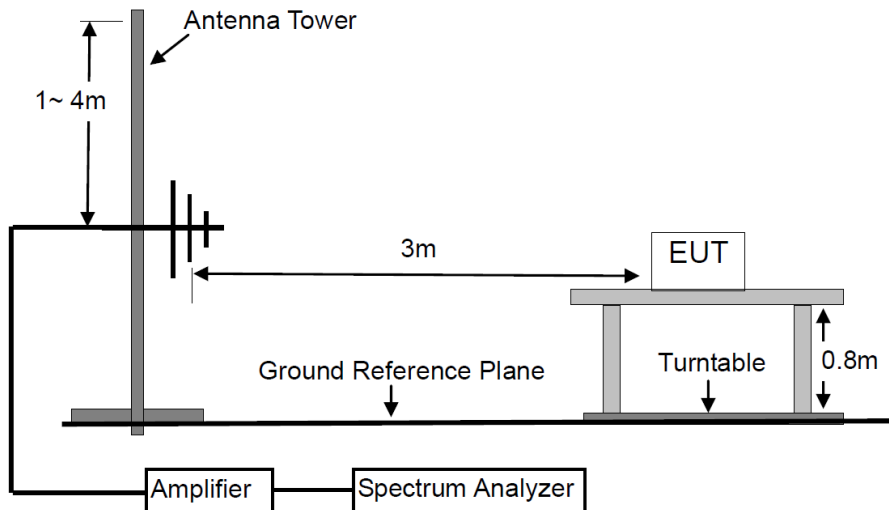 Antenna Tower
1~ 4m
3m
EUT
Ground Reference Plane
Turntable
0.8m
Amplifier
Spectrum Analyzer